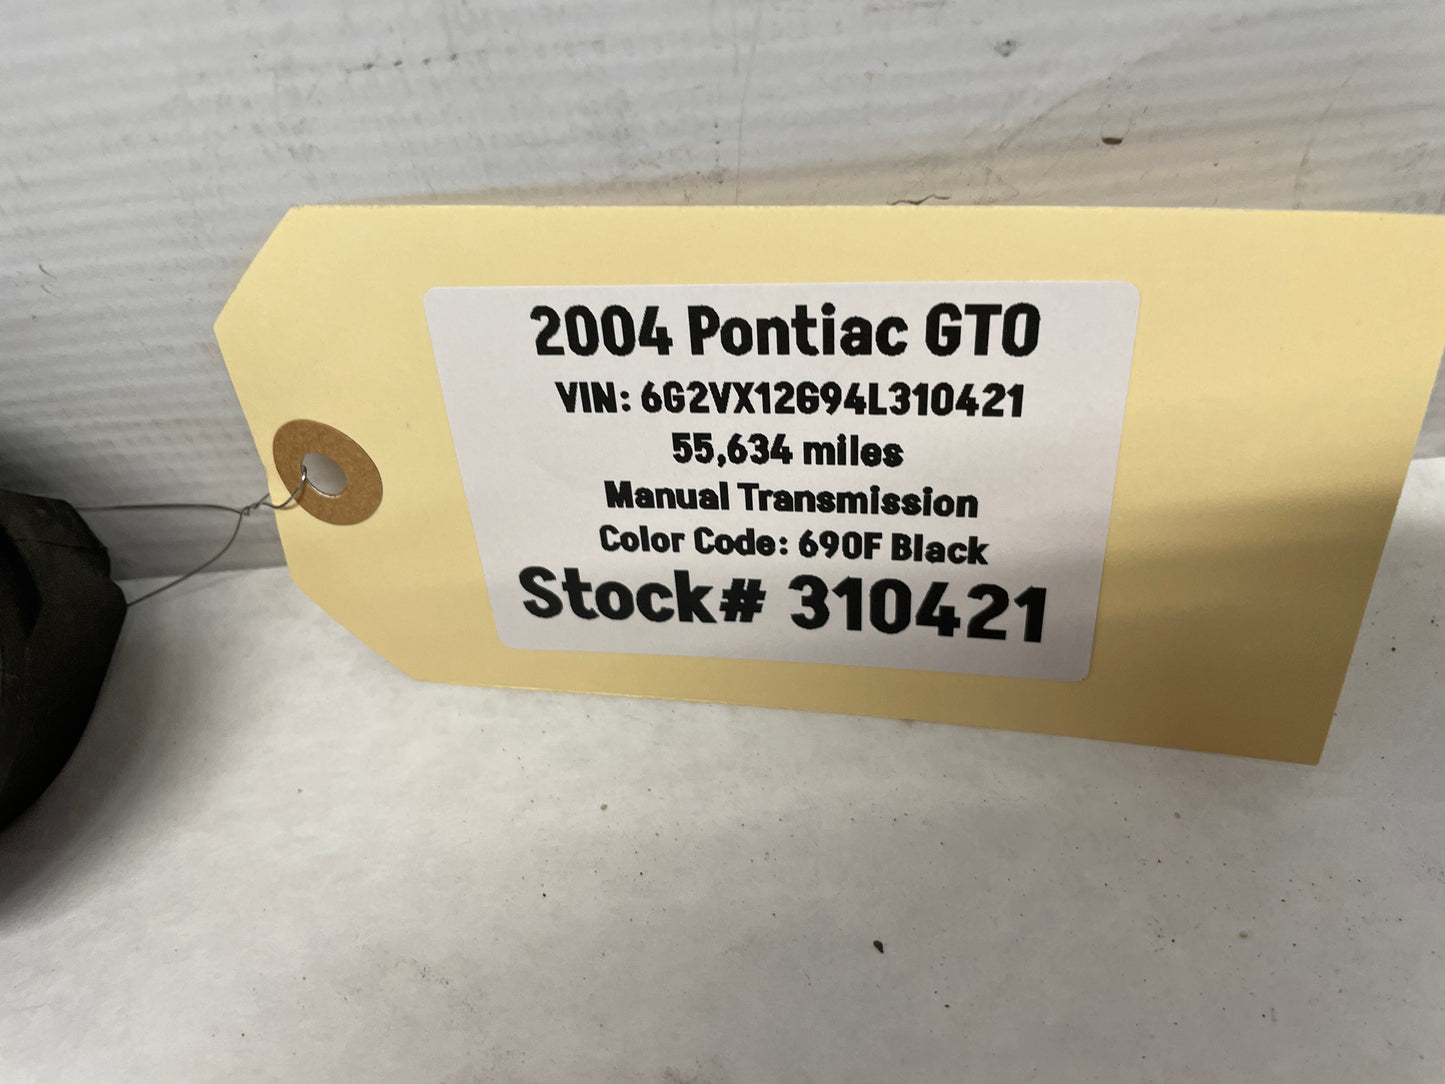 2004 Pontiac GTO
VIN: 6G2VX12G94L310421
55,634 miles
Manual Transmission
Color Code: 690F Black
Stock# 310421